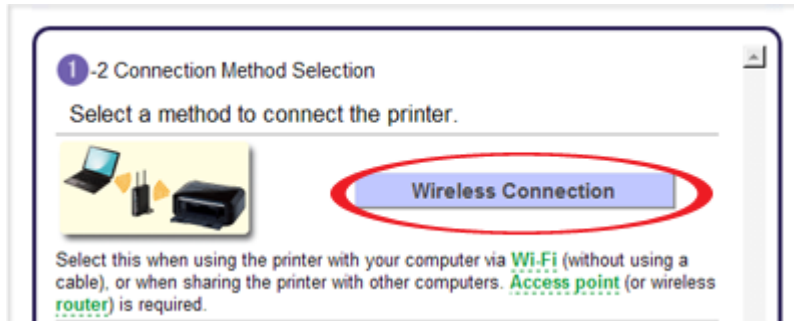 1-2 Connection Method Selection
Select a method to connect the printer.
Wireless Connection
Select this when using the printer with your computer via Wi-Fi (without using a
cable), or when sharing the printer with other computers. Access point (or wireless
router) is required.